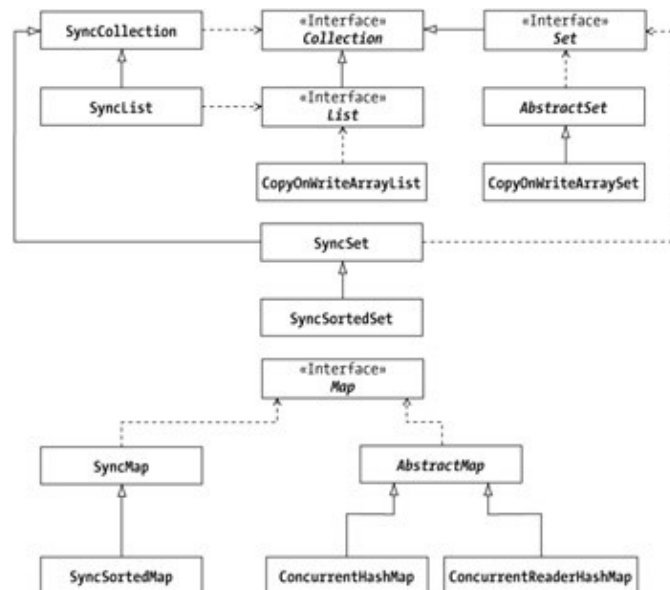 SyncCollection
«Interface»
Collection
«Interface»
Set
SyncList
«Interface»
List
AbstractSet
CopyOnWriteArrayList
CopyOnWriteArraySet
SyncSet
SyncSortedSet
«Interface»
Map
SyncMap
AbstractMap
SyncSortedMap
ConcurrentHashMap
ConcurrentReaderHashMap